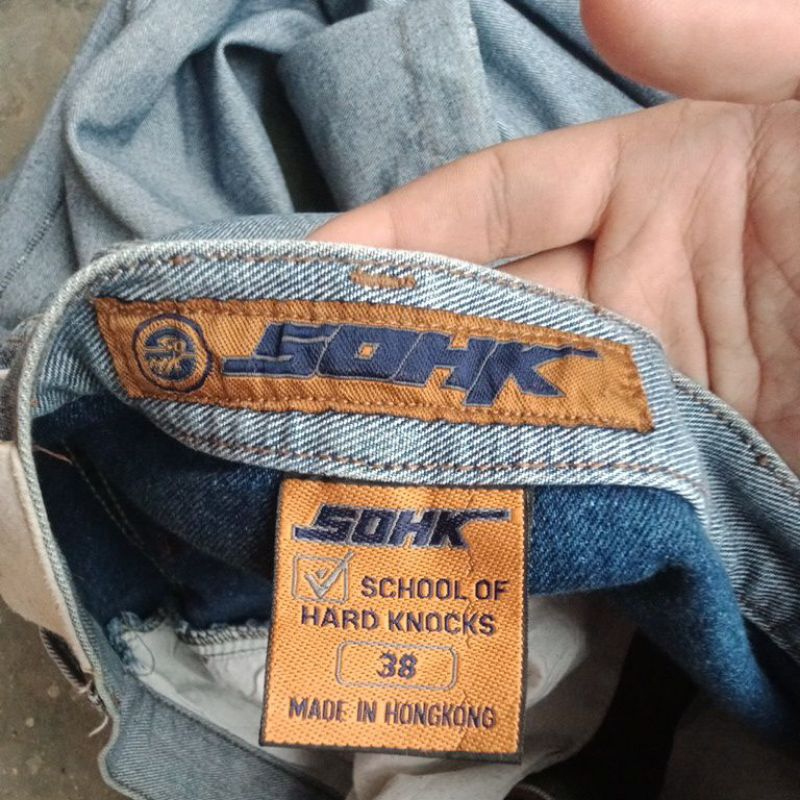 SOHK
SOHK
SCHOOL OF
HARD KNOCKS
38
MADE IN HONGKONG